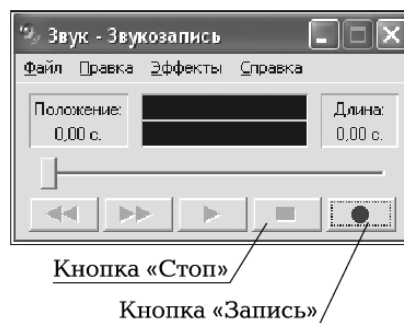 Звук - Звукозапись
Файл Правка Эффекты Справка
Положение:
0,00 с.
Длина:
0,00 с.
Кнопка «Стоп»
Кнопка «Запись»